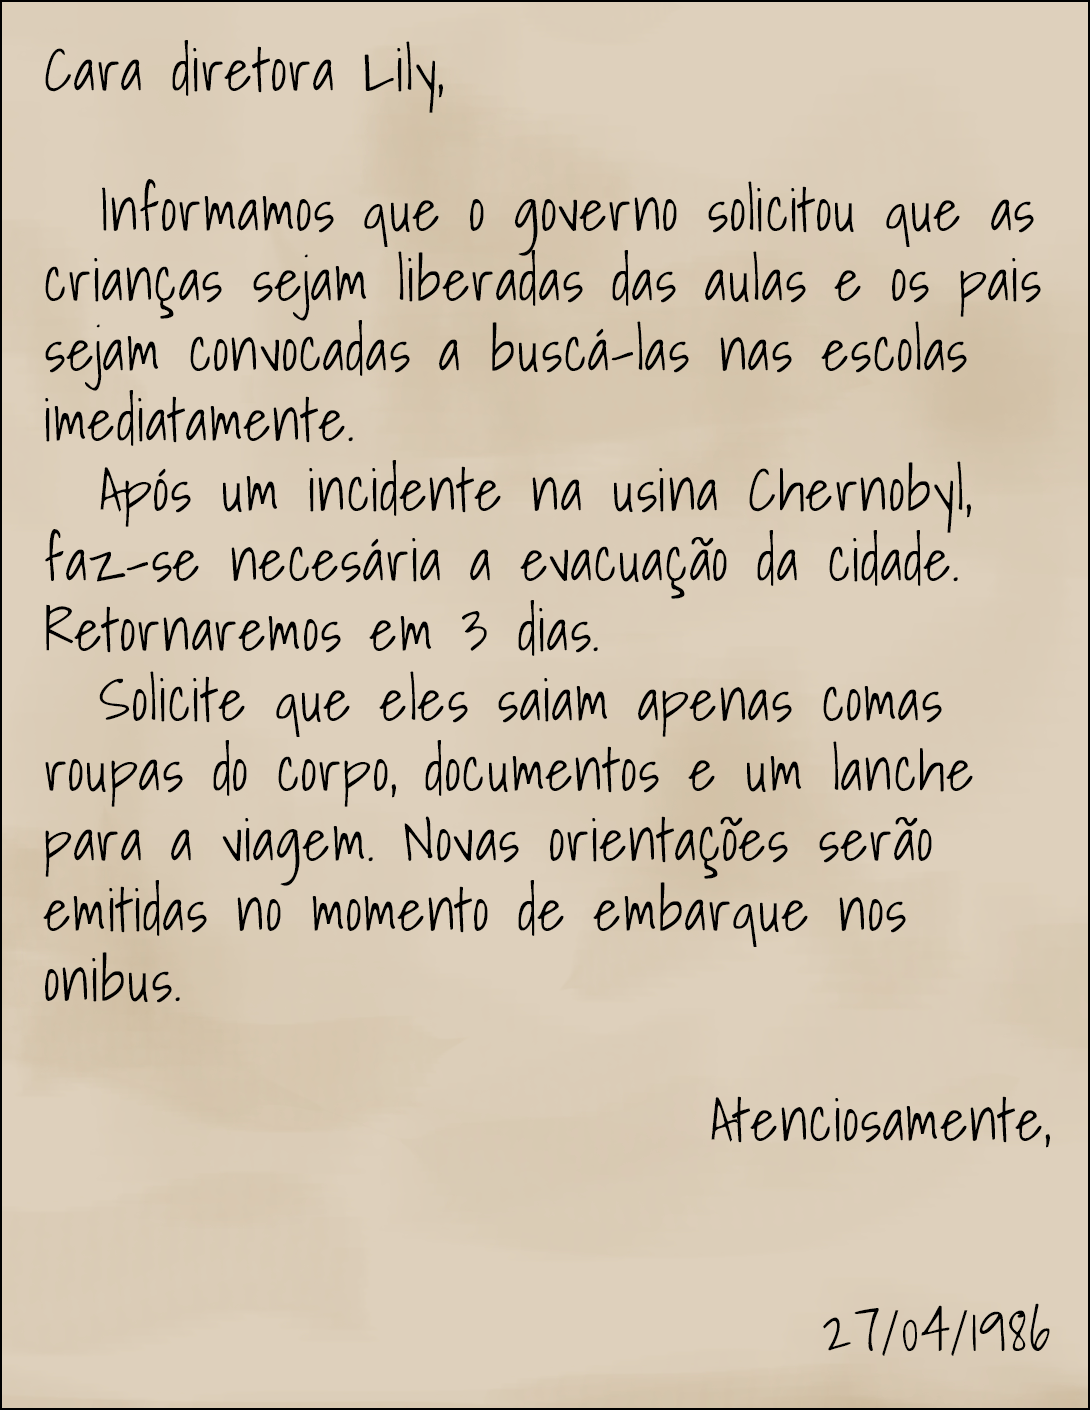 Cara diretora Lily,
Informamos que o governo solicitou que as
crianças sejam liberadas das aulas e os pais
sejam convocadas a buscá-las nas escolas
imediatamente.
Após um incidente na usina Chernobyl,
faz-se necesária a evacuação da cidade.
Retornaremos em 3 dias.
Solicite que eles saiam apenas comas
roupas do corpo, documentos e um lanche
para a viagem. Novas orientações serão
emitidas no momento de embarque nos
onibus.
Atenciosamente,
27/04/1986